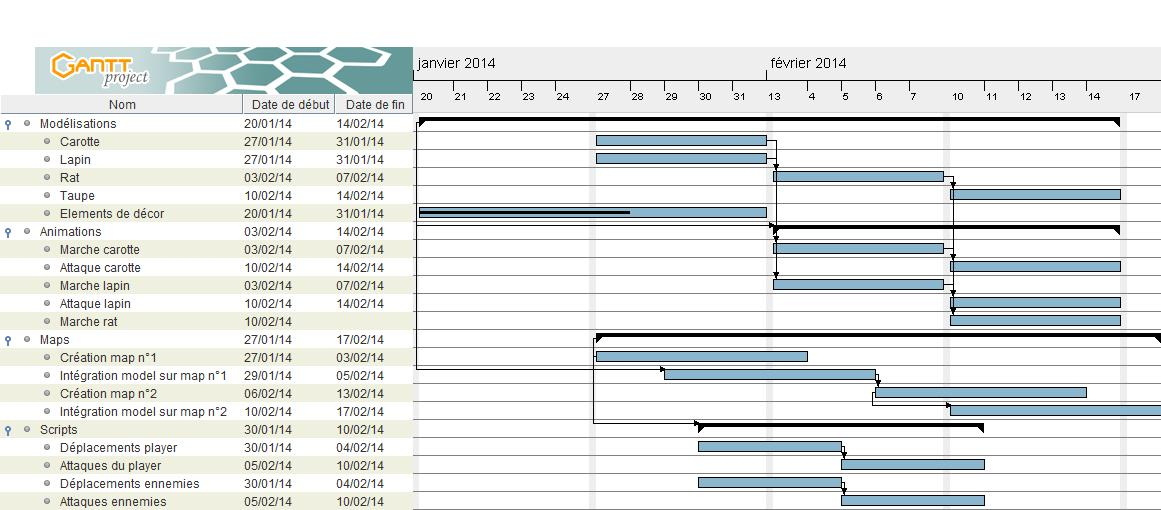 GANTT
project
janvier 2014 février 2014
20 21 22 23 24 27 28 29 30 31 13 4 5 6 7 10 11 12 13 14 17
Nom Date de début Date de fin
Modélisations 20/01/14 14/02/14
Carotte 27/01/14 31/01/14
Lapin 27/01/14 31/01/14
Rat 03/02/14 07/02/14
Taupe 10/02/14 14/02/14
Elements de décor 20/01/14 31/01/14
Animations 03/02/14 14/02/14
Marche carotte 03/02/14 07/02/14
Attaque carotte 10/02/14 14/02/14
Marche lapin 03/02/14 07/02/14
Attaque lapin 10/02/14 14/02/14
Marche rat 10/02/14
Maps 27/01/14 17/02/14
Création map n°1 27/01/14 03/02/14
Intégration model sur map n°1 29/01/14 05/02/14
Création map n°2 06/02/14 13/02/14
Intégration model sur map n°2 10/02/14 17/02/14
Scripts 30/01/14 10/02/14
Déplacements player 30/01/14 04/02/14
Attaques du player 05/02/14 10/02/14
Déplacements ennemies 30/01/14 04/02/14
Attaques ennemies 05/02/14 10/02/14